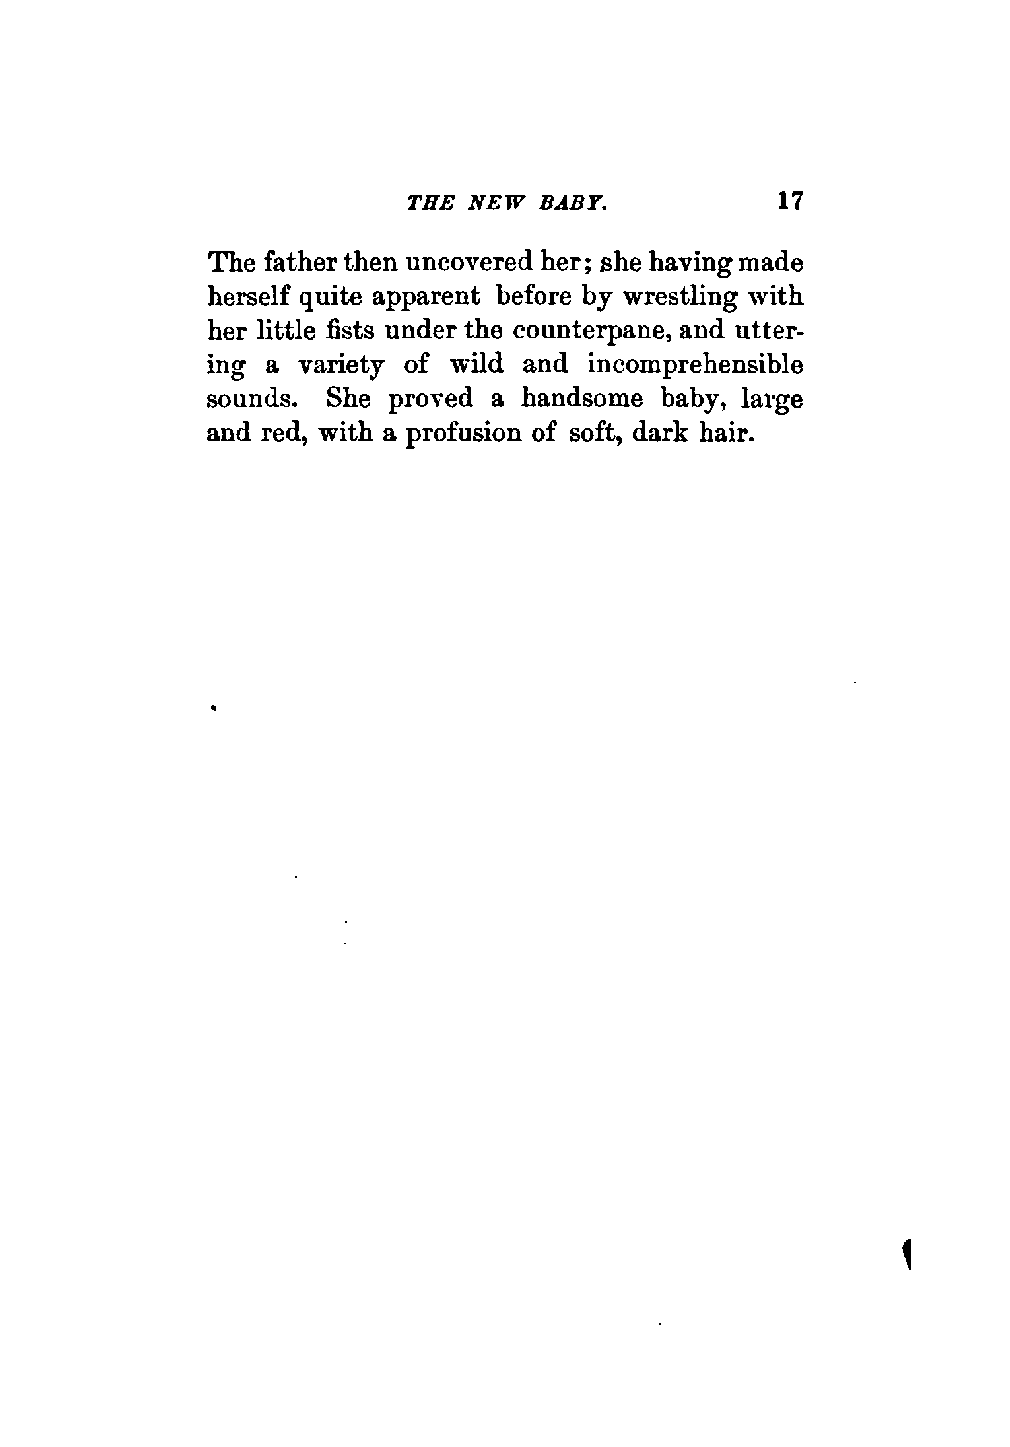 THE NEW BABY. 17
The father then uncovered her; she having made
herself quite apparent before by wrestling with
her little fists under the counterpane, and utter-
ing a variety of wild and incomprehensible
sounds. She proved a handsome baby, large
and red, with a profusion of soft, dark hair.